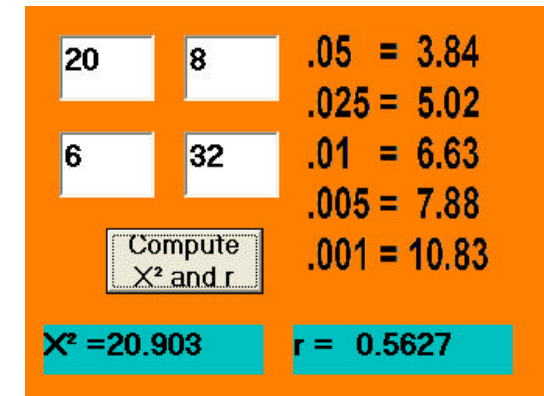 20 8 .05 = 3.84
.025 = 5.02
6 32 .01 = 6.63
.005 = 7.88
Compute
X² and r
.001 = 10.83
X² =20.903 r = 0.5627